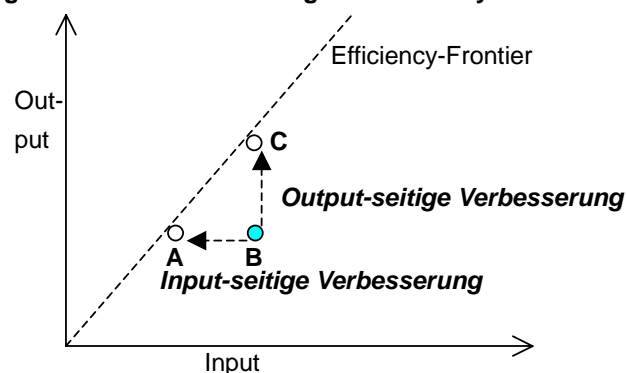 Efficiency-Frontier
Out-
put
C
Output-seitige Verbesserung
A
B
Input-seitige Verbesserung
Input